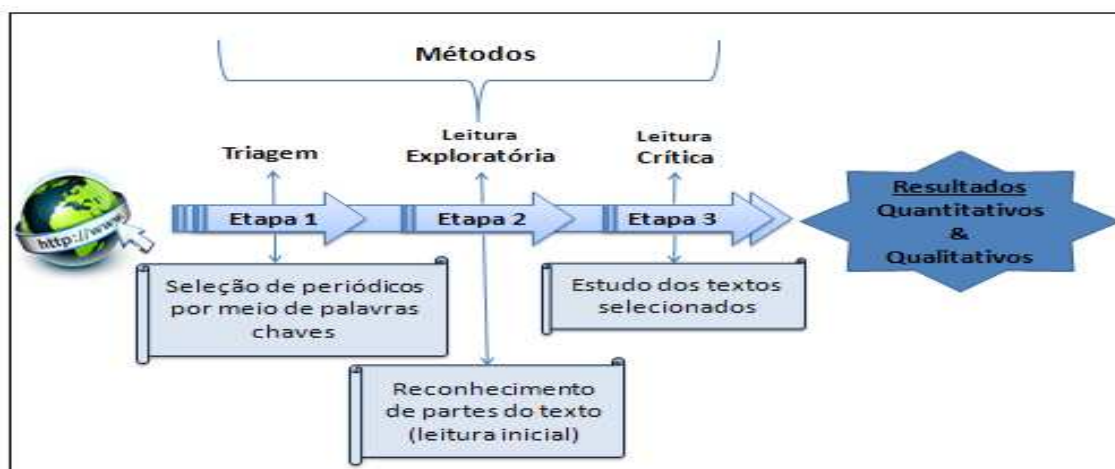 Métodos
Triagem
Leitura
Exploratória
Leitura
Crítica
http://www
Etapa 1
Etapa 2
Etapa 3
Resultados
Quantitativos
&
Qualitativos
Seleção de periódicos
por meio de palavras
chaves
Estudo dos textos
selecionados
Reconhecimento
de partes do texto
(leitura inicial)